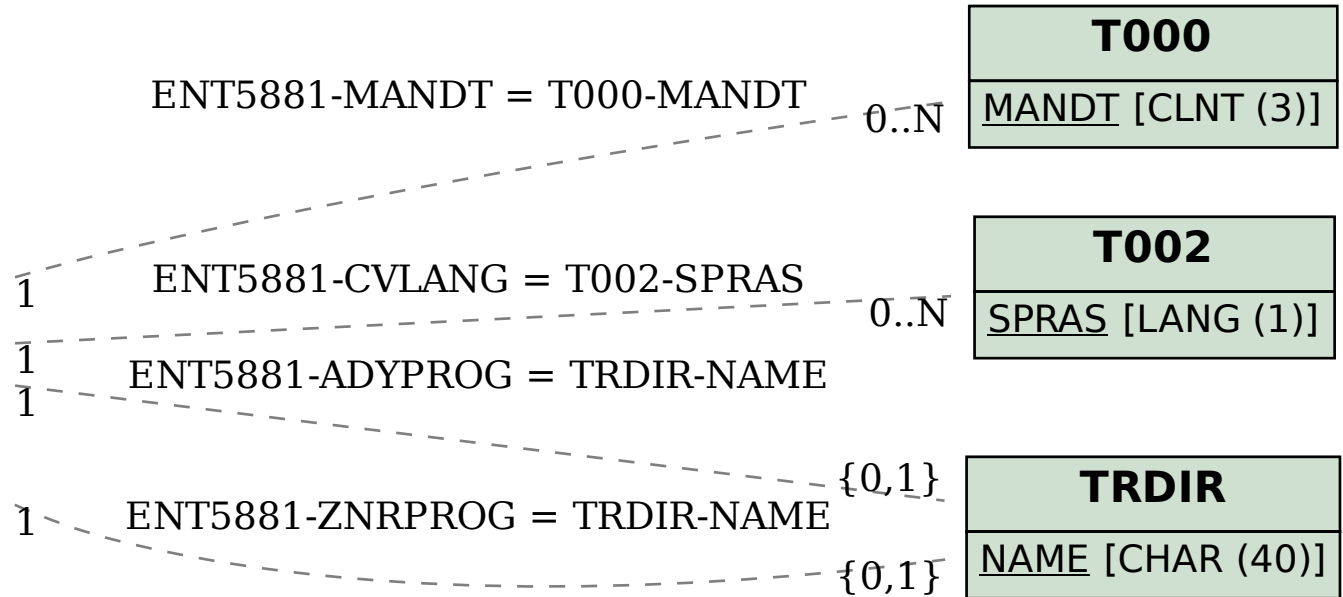 T000
ENT5881-MANDT = T000-MANDT
0..N
MANDT [CLNT (3)]
1
T002
ENT5881-CVLANG = T002-SPRAS
0..N
SPRAS [LANG (1)]
1
ENT5881-ADYPROG = TRDIR-NAME
1
{0,1}
TRDIR
ENT5881-ZNRPROG = TRDIR-NAME
1
NAME [CHAR (40)]
{0,1}